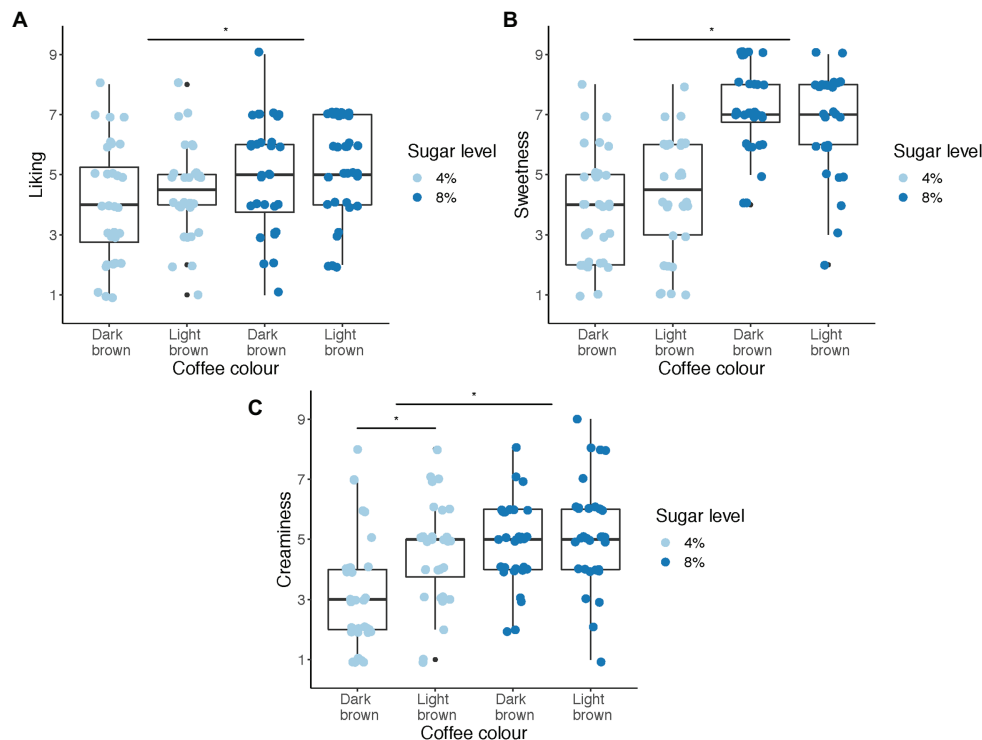 A
*
Liking
9
7
5
3
1
Dark brown
Light brown
Dark brown
Light brown
Coffee colour
Sugar level
4%
8%
B
*
Sweetness
9
7
5
3
1
Dark brown
Light brown
Dark brown
Light brown
Coffee colour
Sugar level
4%
8%
C
*
*
Creaminess
9
7
5
3
1
Dark brown
Light brown
Dark brown
Light brown
Coffee colour
Sugar level
4%
8%